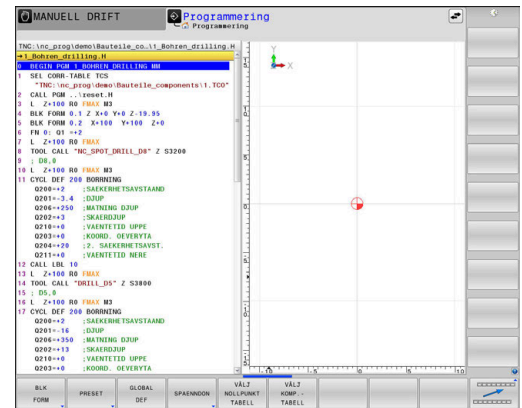 MANUELL DRIFT
Programmering
Programmering
TNC:\nc_prog\demo\Bauteile_co…\1_Bohren_drilling.H
→1_Bohren_drilling.H
0 BEGIN PGM 1_BOHREN_DRILLING MM
1 SEL CORR-TABLE TCS
"TNC:\nc_prog\demo\Bauteile_components\1.TCO"
2 CALL PGM ..\reset.H
3 L Z+100 R0 FMAX M3
4 BLK FORM 0.1 Z X+0 Y+0 Z-19.95
5 BLK FORM 0.2 X+100 Y+100 Z+0
6 FN 0: Q1 =+2
7 L Z+100 R0 FMAX
8 TOOL CALL "NC_SPOT_DRILL_D8" Z S3200
9 ; D8,0
10 L Z+100 R0 FMAX M3
11 CYCL DEF 200 BORRNING
Q200=+2 ;SAEKERHETSAVSTAAND
Q201=-3.4 ;DJUP
Q206=+250 ;MATNING DJUP
Q202=+3 ;SKAERDJUP
Q210=+0 ;VAENTETID UPPE
Q203=+0 ;KOORD. OEVERYTA
Q204=+20 ;2. SAEKERHETSAVST.
Q211=+0 ;VAENTETID NERE
12 CALL LBL 10
13 L Z+100 R0 FMAX
14 TOOL CALL "DRILL_D5" Z S3800
15 ; D5,0
16 L Z+100 R0 FMAX M3
17 CYCL DEF 200 BORRNING
Q200=+2 ;SAEKERHETSAVSTAAND
Q201=-16 ;DJUP
Q206=+350 ;MATNING DJUP
Q202=+13 ;SKAERDJUP
Q210=+0 ;VAENTETID UPPE
Q203=+0 ;KOORD. OEVERYTA
Y
X
BLK FORM
PRESET
GLOBAL DEF
SPAENNDON
VÄLJ NOLLPUNKT TABELL
VÄLJ KOMP.- TABELL